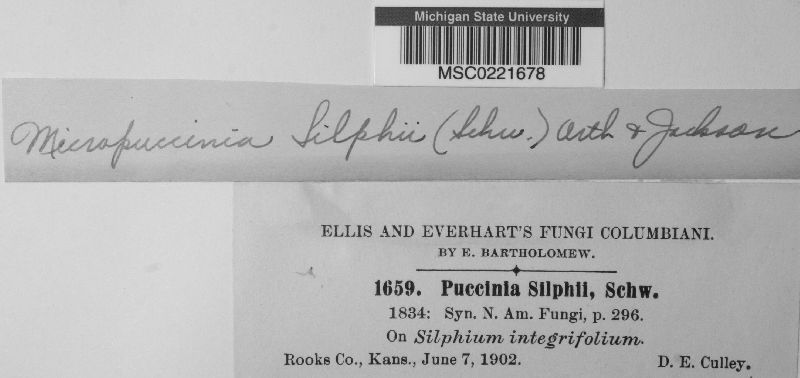 Michigan State University
MSC0221678
Micropuccinia Silphii (Schw.) Arth & Jackson
ELLIS AND EVERHART'S FUNGI COLUMBIANI.
BY E. BARTHOLOMEW.
1659. Puccinia Silphii, Schw.
1834: Syn. N. Am. Fungi, p. 296.
On Silphium integrifolium.
Rooks Co., Kans., June 7, 1902. D. E. Culley.